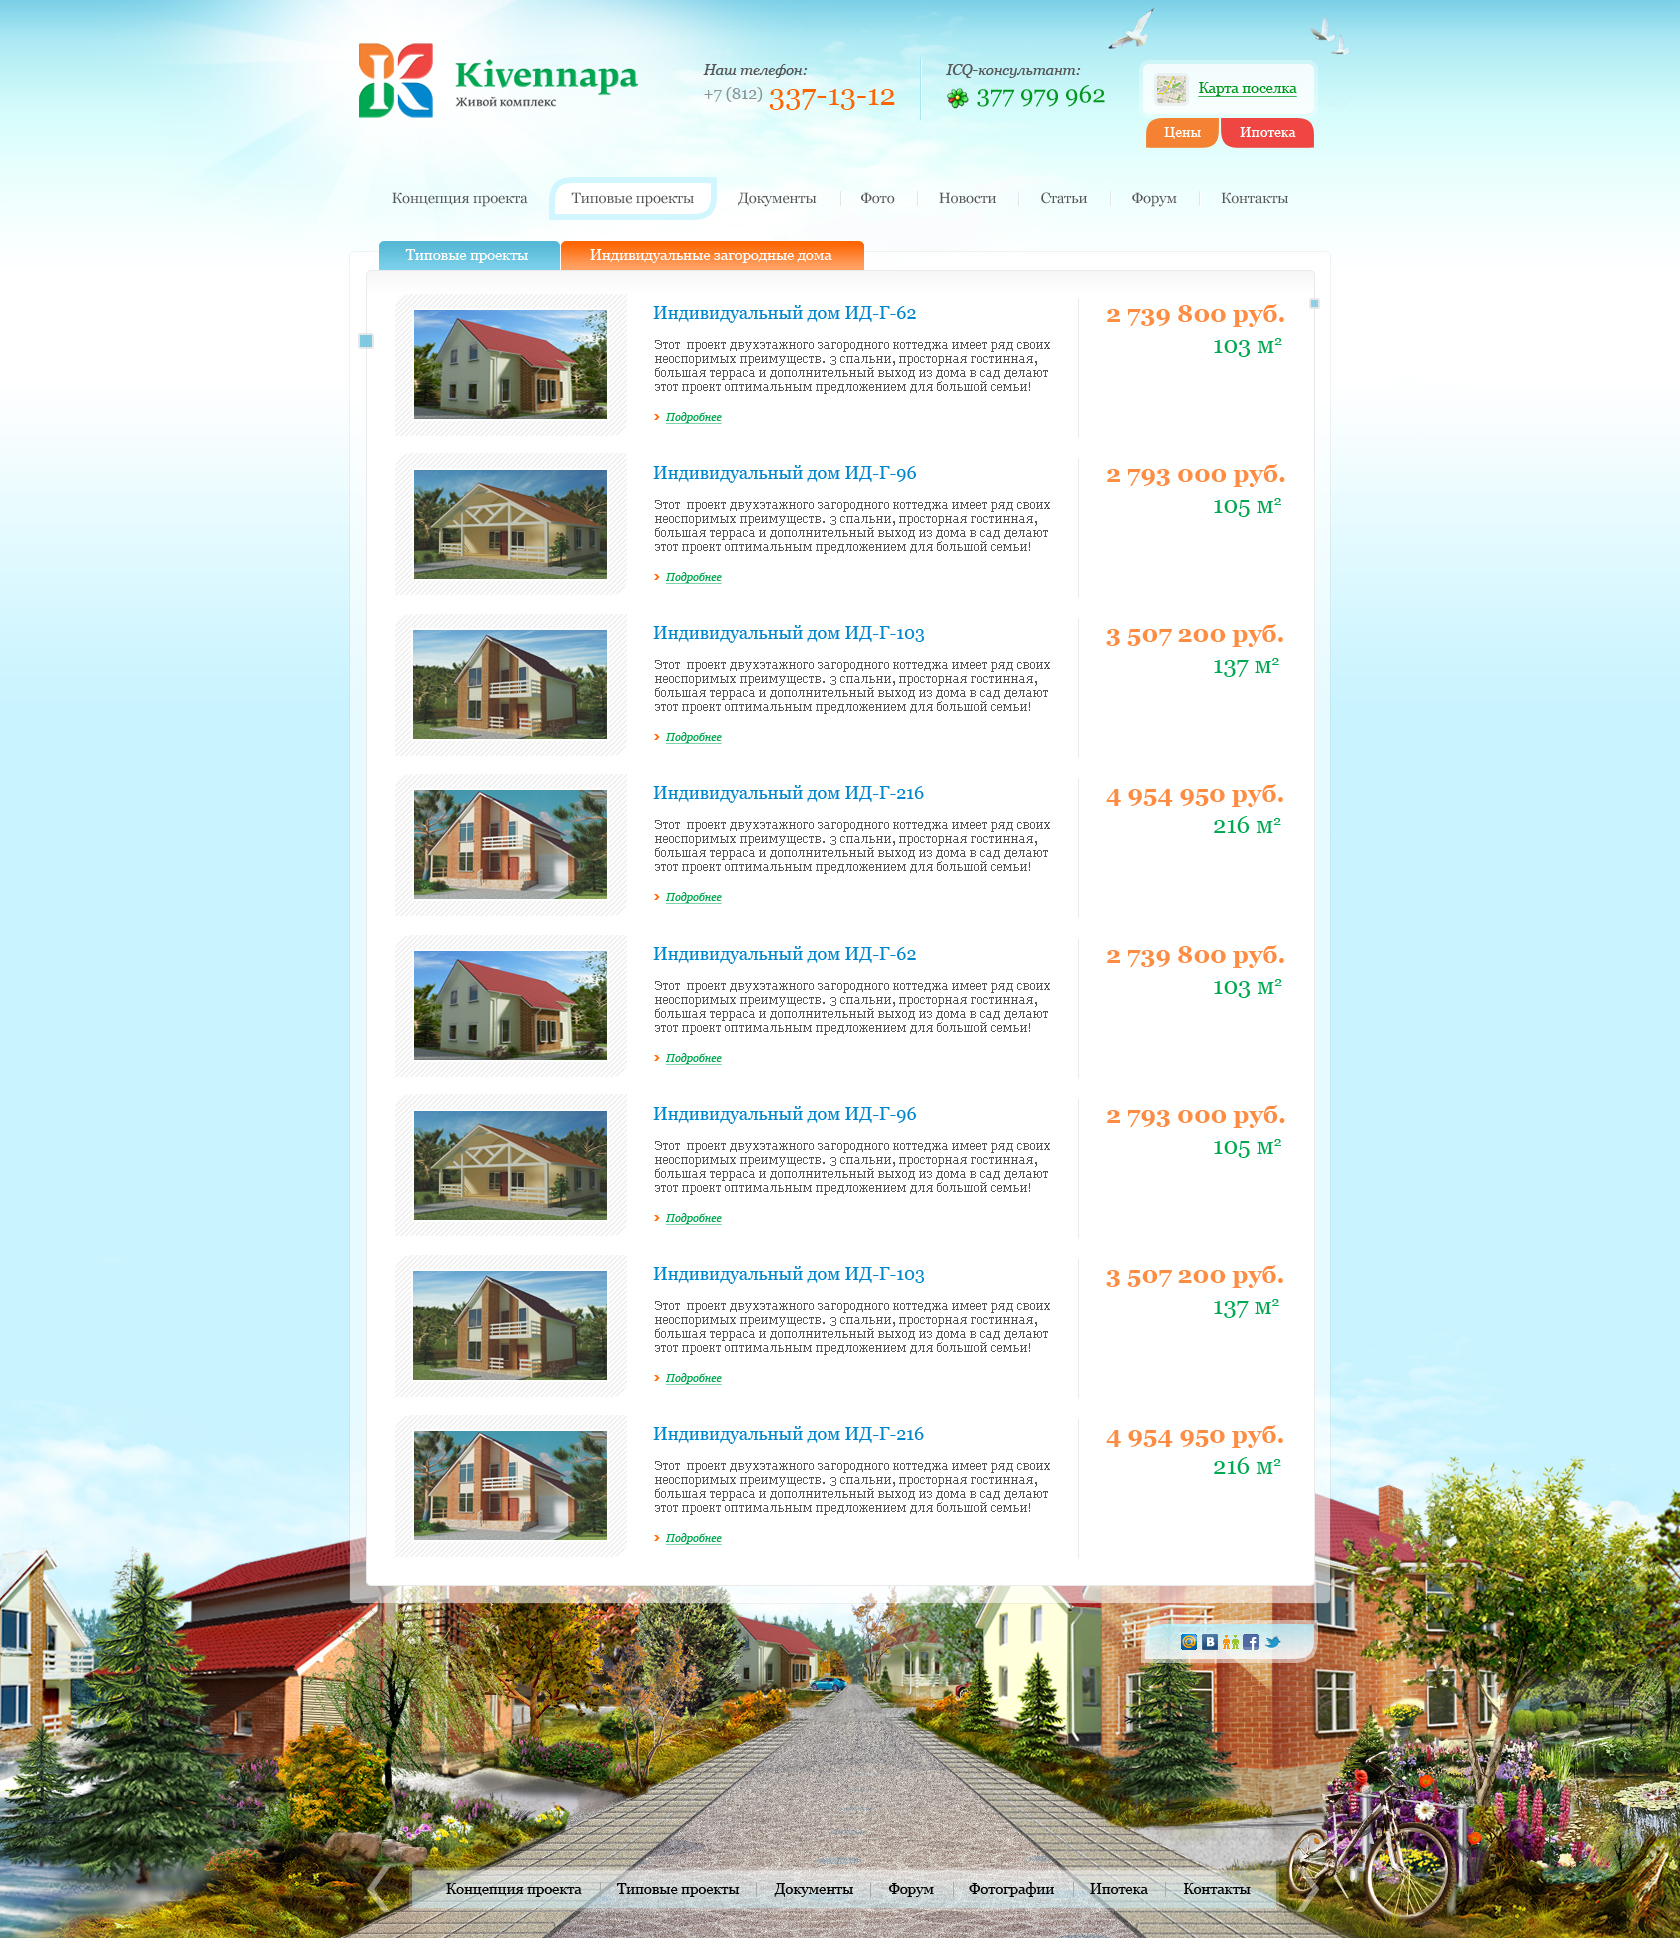 Kivennapa
Живой комплекс
Наш телефон:
+7 (812) 337-13-12
ICQ-консультант:
377 979 962
Карта поселка
Цены
Ипотека
Концепция проекта
Типовые проекты
Документы
Фото
Новости
Статьи
Форум
Контакты
Типовые проекты
Индивидуальные загородные дома
Индивидуальный дом ИД-Г-62
Этот проект двухэтажного загородного коттеджа имеет ряд своих
неоспоримых преимуществ. 3 спальни, просторная гостинная,
большая терраса и дополнительный выход из дома в сад делают
этот проект оптимальным предложением для большой семьи!
Подробнее
2 739 800 руб.
103 м²
Индивидуальный дом ИД-Г-96
Этот проект двухэтажного загородного коттеджа имеет ряд своих
неоспоримых преимуществ. 3 спальни, просторная гостинная,
большая терраса и дополнительный выход из дома в сад делают
этот проект оптимальным предложением для большой семьи!
Подробнее
2 793 000 руб.
105 м²
Индивидуальный дом ИД-Г-103
Этот проект двухэтажного загородного коттеджа имеет ряд своих
неоспоримых преимуществ. 3 спальни, просторная гостинная,
большая терраса и дополнительный выход из дома в сад делают
этот проект оптимальным предложением для большой семьи!
Подробнее
3 507 200 руб.
137 м²
Индивидуальный дом ИД-Г-216
Этот проект двухэтажного загородного коттеджа имеет ряд своих
неоспоримых преимуществ. 3 спальни, просторная гостинная,
большая терраса и дополнительный выход из дома в сад делают
этот проект оптимальным предложением для большой семьи!
Подробнее
4 954 950 руб.
216 м²
Индивидуальный дом ИД-Г-62
Этот проект двухэтажного загородного коттеджа имеет ряд своих
неоспоримых преимуществ. 3 спальни, просторная гостинная,
большая терраса и дополнительный выход из дома в сад делают
этот проект оптимальным предложением для большой семьи!
Подробнее
2 739 800 руб.
103 м²
Индивидуальный дом ИД-Г-96
Этот проект двухэтажного загородного коттеджа имеет ряд своих
неоспоримых преимуществ. 3 спальни, просторная гостинная,
большая терраса и дополнительный выход из дома в сад делают
этот проект оптимальным предложением для большой семьи!
Подробнее
2 793 000 руб.
105 м²
Индивидуальный дом ИД-Г-103
Этот проект двухэтажного загородного коттеджа имеет ряд своих
неоспоримых преимуществ. 3 спальни, просторная гостинная,
большая терраса и дополнительный выход из дома в сад делают
этот проект оптимальным предложением для большой семьи!
Подробнее
3 507 200 руб.
137 м²
Индивидуальный дом ИД-Г-216
Этот проект двухэтажного загородного коттеджа имеет ряд своих
неоспоримых преимуществ. 3 спальни, просторная гостинная,
большая терраса и дополнительный выход из дома в сад делают
этот проект оптимальным предложением для большой семьи!
Подробнее
4 954 950 руб.
216 м²
Концепция проекта
Типовые проекты
Документы
Форум
Фотографии
Ипотека
Контакты